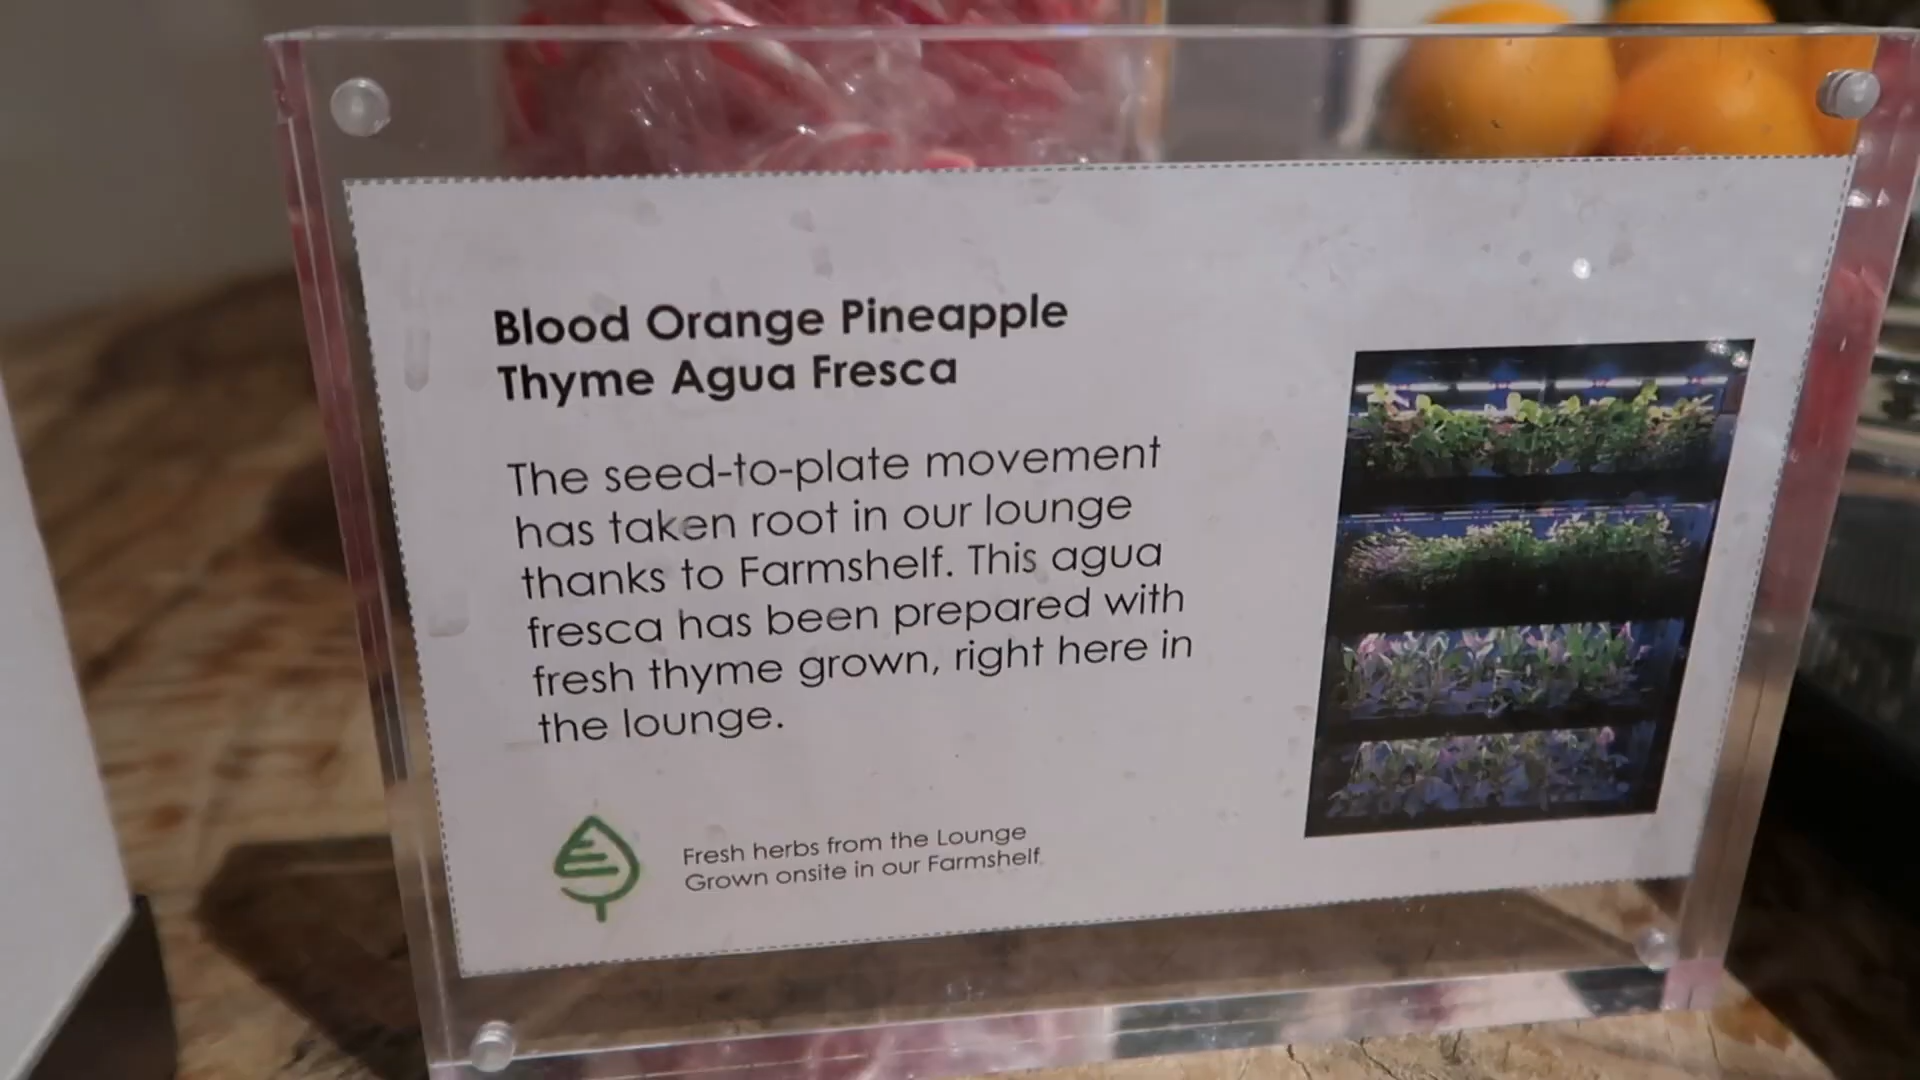 Blood Orange Pineapple
Thyme Agua Fresca
The seed-to-plate movement
has taken root in our lounge
thanks to Farmshelf. This agua
fresca has been prepared with
fresh thyme grown, right here in
the lounge.
Fresh herbs from the Lounge
Grown onsite in our Farmshelf.